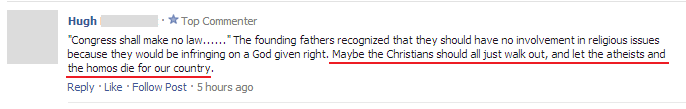 Hugh · Top Commenter
"Congress shall make no law......" The founding fathers recognized that they should have no involvement in religious issues
because they would be infringing on a God given right. Maybe the Christians should all just walk out, and let the atheists and
the homos die for our country.
Reply · Like · Follow Post · 5 hours ago